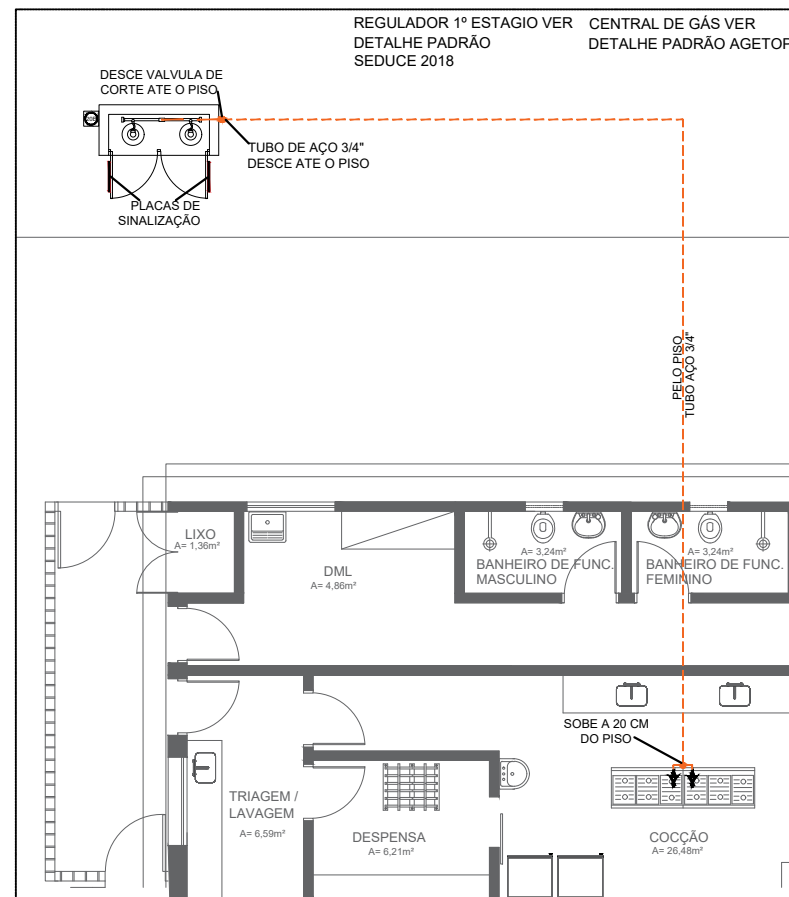 REGULADOR 1º ESTAGIO VER
DETALHE PADRÃO
SEDUCE 2018
CENTRAL DE GÁS VER
DETALHE PADRÃO AGETOP
DESCE VALVULA DE
CORTE ATE O PISO
TUBO DE AÇO 3/4"
DESCE ATE O PISO
PLACAS DE
SINALIZAÇÃO
PELO PISO
TUBO AÇO 3/4"
LIXO
A= 1,36m²
DML
A= 4,86m²
A= 3,24m²
BANHEIRO DE FUNC.
MASCULINO
A= 3,24m²
BANHEIRO DE FUNC.
FEMININO
SOBE A 20 CM
DO PISO
TRIAGEM /
LAVAGEM
A= 6,59m²
DESPENSA
A= 6,21m²
COCÇÃO
A= 26,48m²